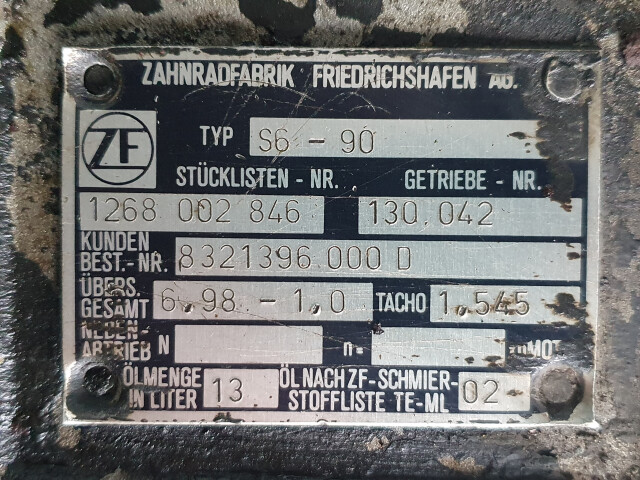 ZAHNRADFABRIK FRIEDRICHSHAFEN AG.
ZF
TYP S6 - 90
STÜCKLISTEN - NR. GETRIEBE - NR.
1268 002 846 130.042
KUNDEN
BEST.-NR. 8321396.000 D
ÜBERS.
GESAMT 6,98 - 1,0 TACHO 1,545
NEBEN-
ABTRIEB N n=
ÖLMENGE
IN LITER 13
ÖL NACH ZF-SCHMIER-
STOFFLISTE TE-ML 02